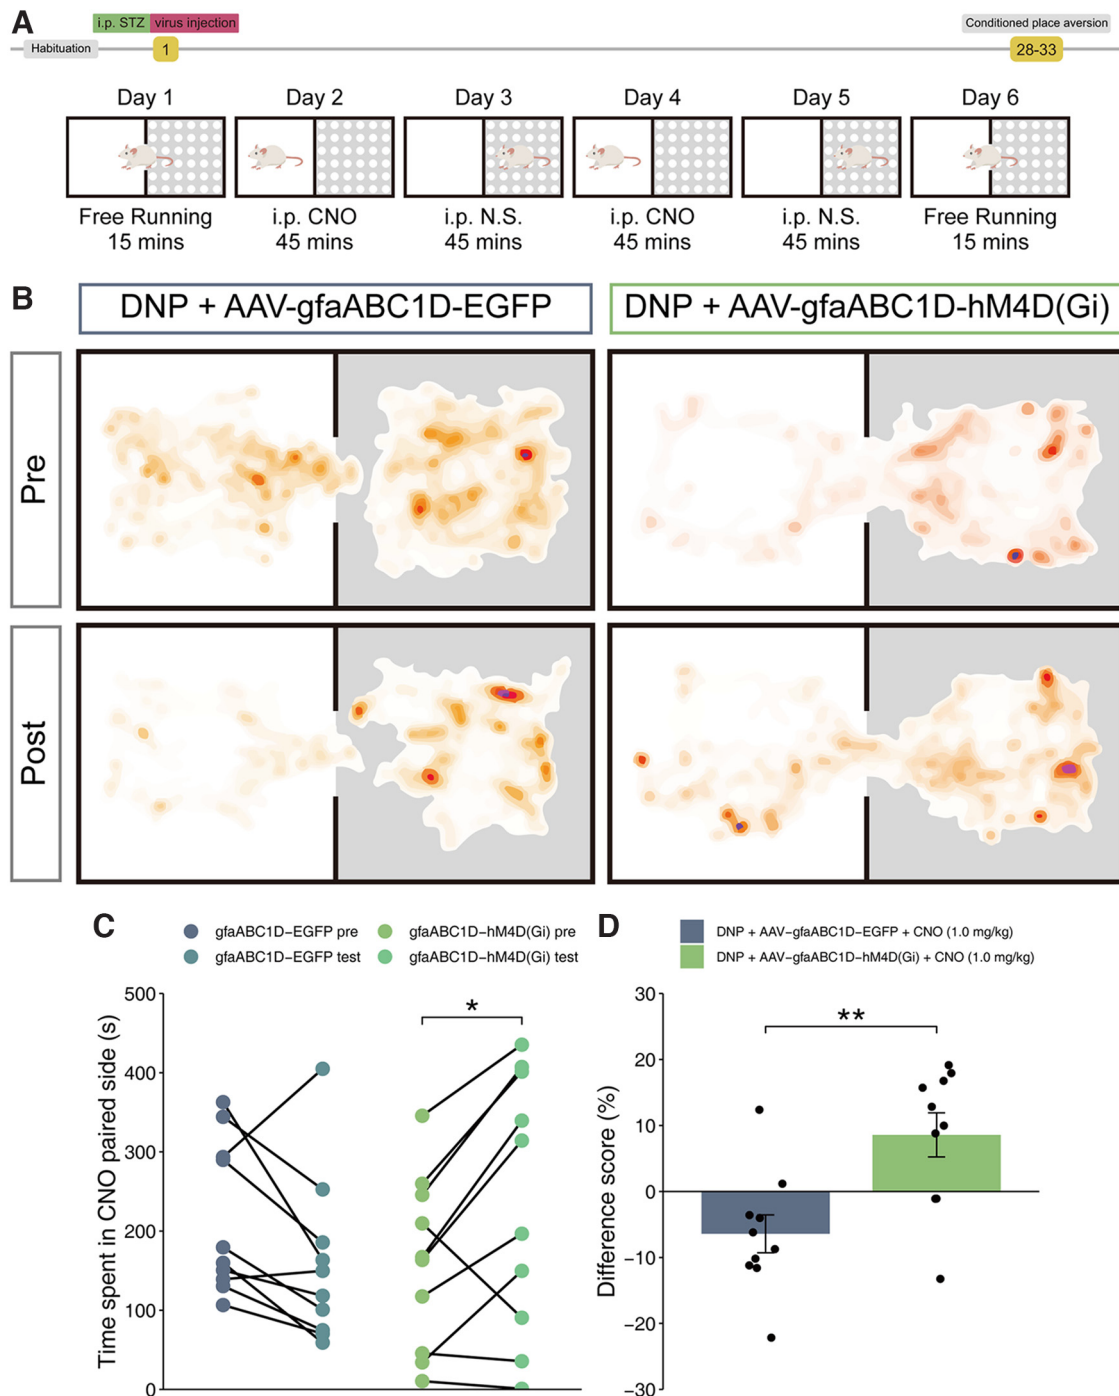 A
i.p. STZ virus injection
Conditioned place aversion
Habituation
1
28-33
Day 1 Day 2 Day 3 Day 4 Day 5 Day 6
Free Running i.p. CNO i.p. N.S. i.p. CNO i.p. N.S. Free Running
15 mins 45 mins 45 mins 45 mins 45 mins 15 mins
B
DNP + AAV-gfaABC1D-EGFP
DNP + AAV-gfaABC1D-hM4D(Gi)
Pre
Post
C
gfaABC1D−EGFP pre
gfaABC1D−hM4D(Gi) pre
gfaABC1D−EGFP test
gfaABC1D−hM4D(Gi) test
Time spent in CNO paired side (s)
500
400
300
200
100
0
*
D
DNP + AAV−gfaABC1D−EGFP + CNO (1.0 mg/kg)
DNP + AAV−gfaABC1D−hM4D(Gi) + CNO (1.0 mg/kg)
Difference score (%)
30
20
10
0
−10
−20
−30
**